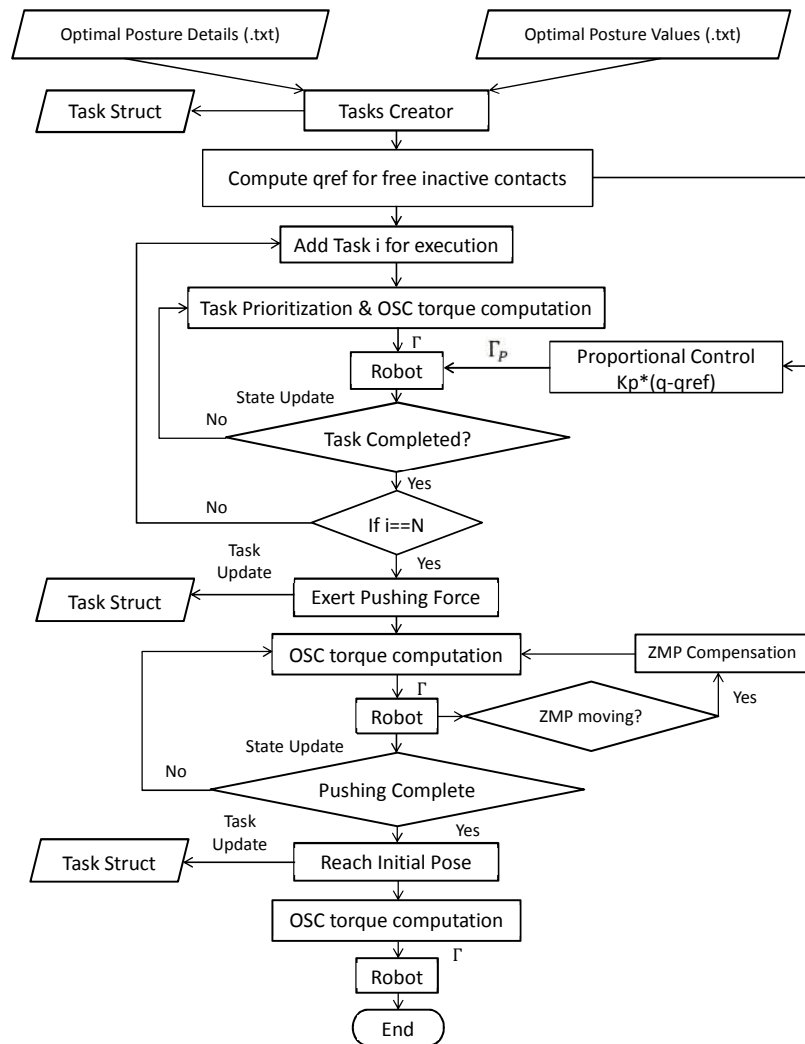 Optimal Posture Details (.txt)
Optimal Posture Values (.txt)
Task Struct
Tasks Creator
Compute qref for free inactive contacts
Add Task i for execution
Task Prioritization & OSC torque computation
Γ
Γ_P
Robot
Proportional Control
Kp*(q-qref)
State Update
No
Task Completed?
Yes
No
If i==N
Task
Update
Yes
Task Struct
Exert Pushing Force
OSC torque computation
ZMP Compensation
Γ
Yes
Robot
ZMP moving?
State Update
No
Pushing Complete
Task
Update
Yes
Task Struct
Reach Initial Pose
OSC torque computation
Γ
Robot
End